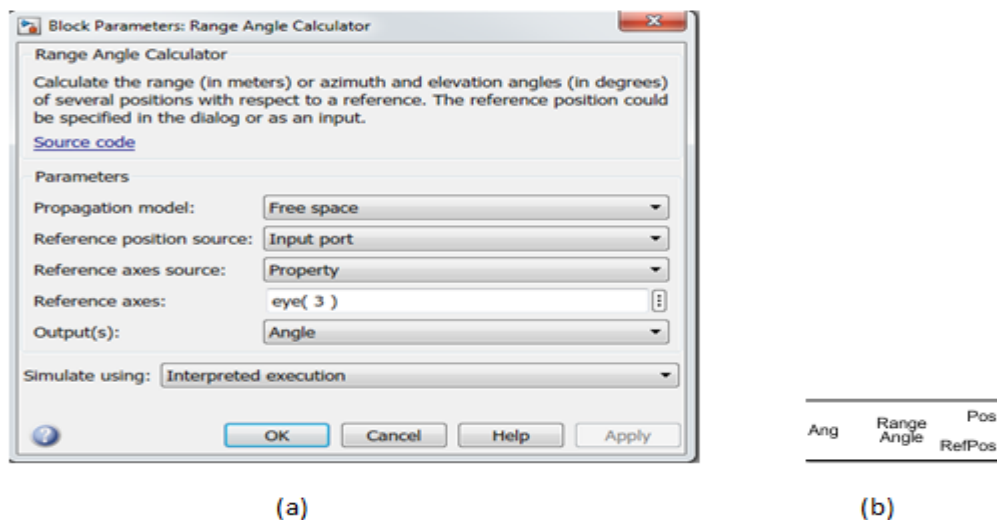 Block Parameters: Range Angle Calculator
Range Angle Calculator
Calculate the range (in meters) or azimuth and elevation angles (in degrees)
of several positions with respect to a reference. The reference position could
be specified in the dialog or as an input.
Source code
Parameters
Propagation model: Free space
Reference position source: Input port
Reference axes source: Property
Reference axes: eye( 3 )
Output(s): Angle
Simulate using: Interpreted execution
OK Cancel Help Apply
Ang Range Angle Pos RefPos
(a) (b)